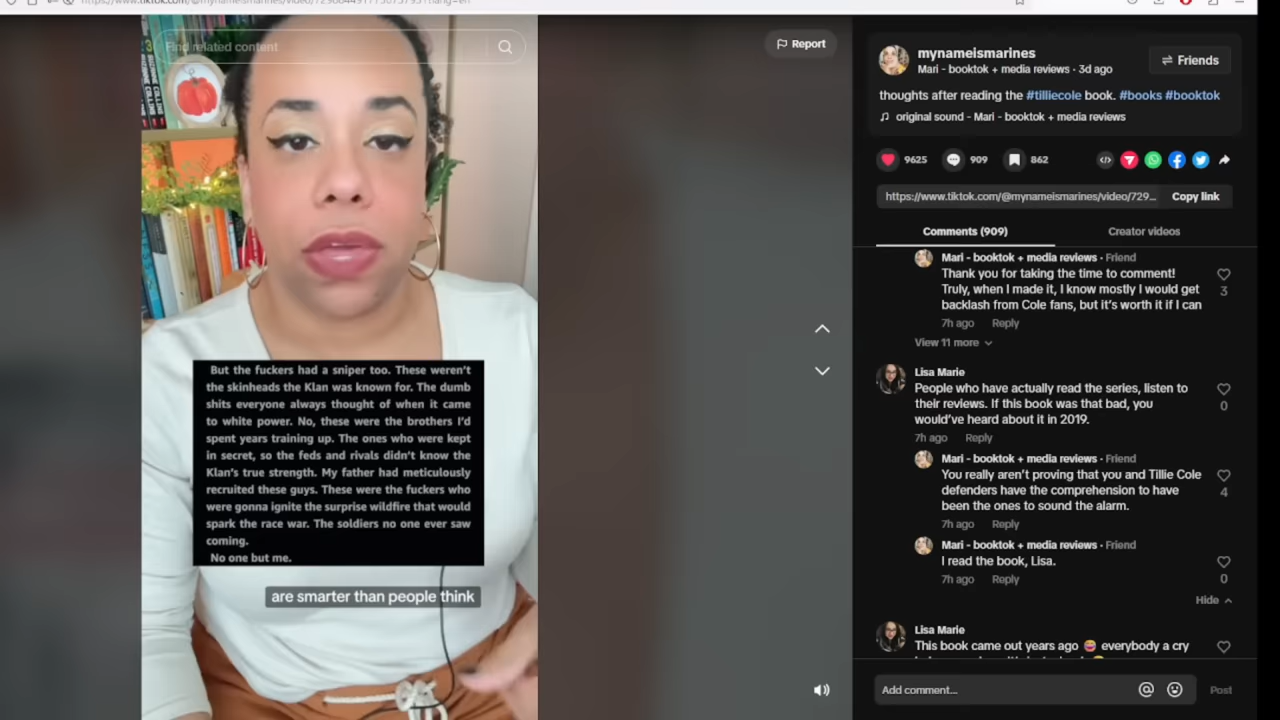 Find related content
Report
SUZANNE COLLINS
SUZANNE COLLINS
But the fuckers had a sniper too. These weren't
the skinheads the Klan was known for. The dumb
shits everyone always thought of when it came
to white power. No, these were the brothers I'd
spent years training up. The ones who were kept
in secret, so the feds and rivals didn't know the
Klan's true strength. My father had meticulously
recruited these guys. These were the fuckers who
were gonna ignite the surprise wildfire that would
spark the race war. The soldiers no one ever saw
coming.
No one but me.
are smarter than people think
mynameismarines
Mari - booktok + media reviews · 3d ago
Friends
thoughts after reading the #tilliecole book. #books #booktok
original sound - Mari - booktok + media reviews
9625 909 862
https://www.tiktok.com/@mynameismarines/video/729... Copy link
Comments (909) Creator videos
Mari - booktok + media reviews · Friend
Thank you for taking the time to comment!
Truly, when I made it, I know mostly I would get
backlash from Cole fans, but it's worth it if I can
3
7h ago Reply
View 11 more
Lisa Marie
People who have actually read the series, listen to
their reviews. If this book was that bad, you
would've heard about it in 2019.
0
7h ago Reply
Mari - booktok + media reviews · Friend
You really aren't proving that you and Tillie Cole
defenders have the comprehension to have
been the ones to sound the alarm.
4
7h ago Reply
Mari - booktok + media reviews · Friend
I read the book, Lisa.
0
7h ago Reply
Hide
Lisa Marie
This book came out years ago 😅 everybody a cry
Add comment... Post